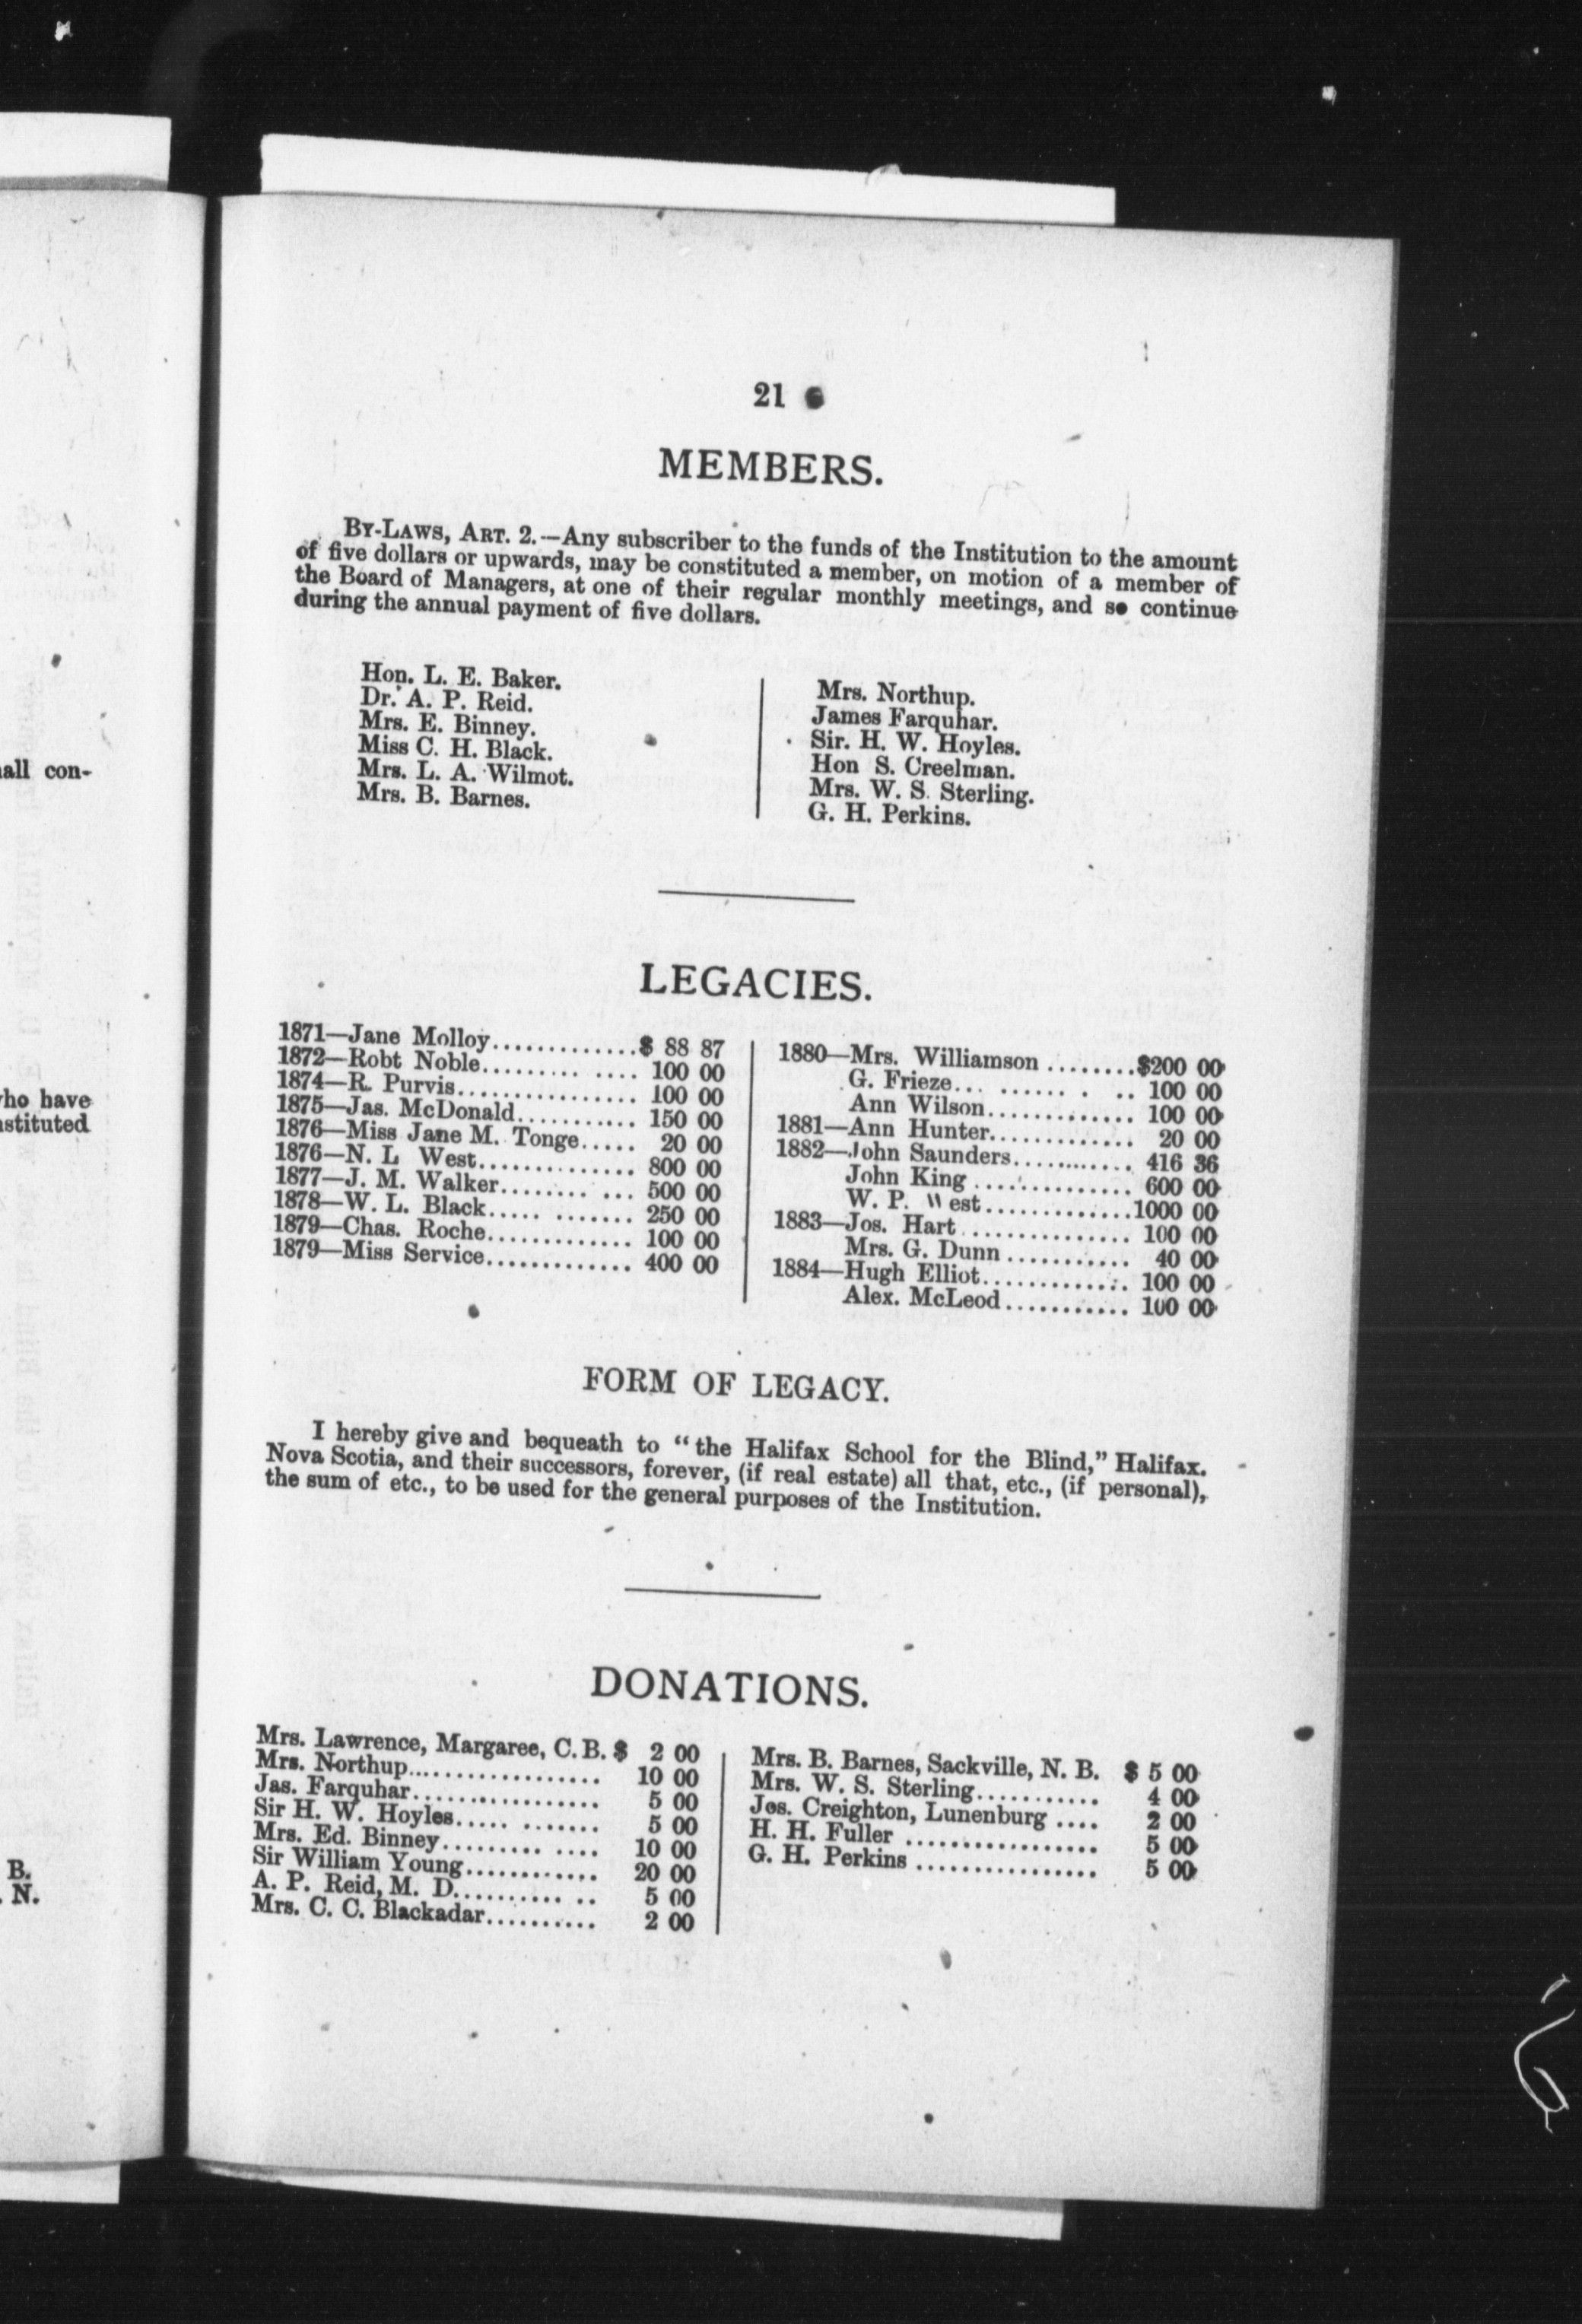 all con-
ho have
stituted
B.
N.
21
MEMBERS.
BY-LAWS, ART. 2.—Any subscriber to the funds of the Institution to the amount
of five dollars or upwards, may be constituted a member, on motion of a member of
the Board of Managers, at one of their regular monthly meetings, and so continue
during the annual payment of five dollars.
Hon. L. E. Baker.
Dr. A. P. Reid.
Mrs. E. Binney.
Miss C. H. Black.
Mrs. L. A. Wilmot.
Mrs. B. Barnes.
Mrs. Northup.
James Farquhar.
Sir. H. W. Hoyles.
Hon S. Creelman.
Mrs. W. S. Sterling.
G. H. Perkins.
LEGACIES.
1871—Jane Molloy.............$ 88 87
1872—Robt Noble......... .... 100 00
1874—R. Purvis................ 100 00
1875—Jas. McDonald........... 150 00
1876—Miss Jane M. Tonge..... 20 00
1876—N. L West.............. 800 00
1877—J. M. Walker........ ... 500 00
1878—W. L. Black..... ....... 250 00
1879—Chas. Roche............. 100 00
1879—Miss Service............. 400 00
1880—Mrs. Williamson ........$200 00
G. Frieze... ...... . .. 100 00
Ann Wilson............. 100 00
1881—Ann Hunter............. 20 00
1882—John Saunders........... 416 36
John King .............. 600 00
W. P. West.............1000 00
1883—Jos. Hart ............... 100 00
Mrs. G. Dunn ........... 40 00
1884—Hugh Elliot............. 100 00
Alex. McLeod........... 100 00
FORM OF LEGACY.
I hereby give and bequeath to "the Halifax School for the Blind," Halifax.
Nova Scotia, and their successors, forever, (if real estate) all that, etc., (if personal),
the sum of etc., to be used for the general purposes of the Institution.
DONATIONS.
Mrs. Lawrence, Margaree, C. B. $ 2 00
Mrs. Northup................. 10 00
Jas. Farquhar................. 5 00
Sir H. W. Hoyles..... ....... 5 00
Mrs. Ed. Binney......... .... 10 00
Sir William Young............ 20 00
A. P. Reid, M. D.......... .. 5 00
Mrs. C. C. Blackadar.......... 2 00
Mrs. B. Barnes, Sackville, N. B. $ 5 00
Mrs. W. S. Sterling........... 4 00
Jos. Creighton, Lunenburg .... 2 00
H. H. Fuller ................. 5 00
G. H. Perkins ................ 5 00